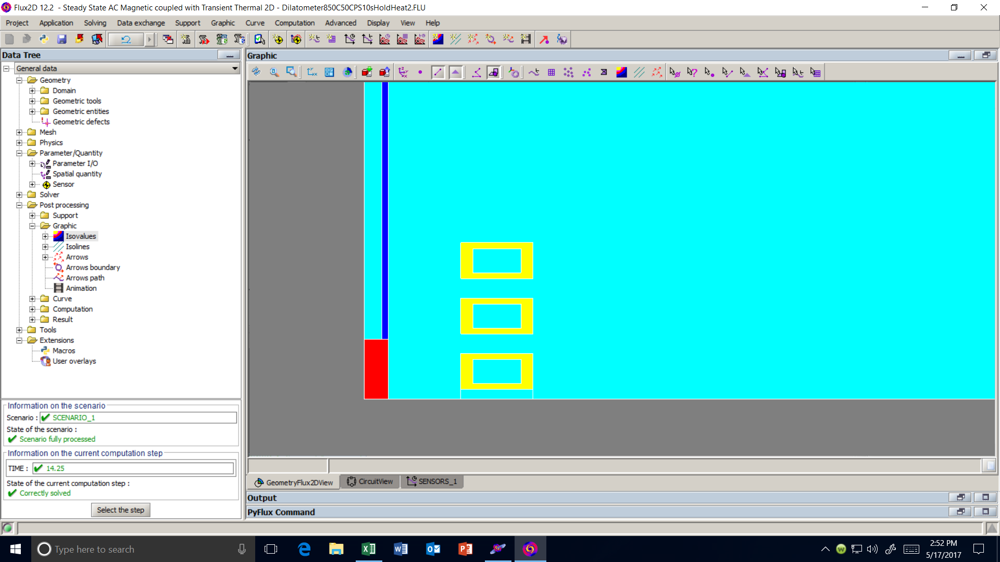 Flux2D 12.2 - Steady State AC Magnetic coupled with Transient Thermal 2D - Dilatometer850C50CPS10sHoldHeat2.FLU
Project Application Solving Data exchange Support Graphic Curve Computation Advanced Display View Help
Data Tree
General data
Geometry
Domain
Geometric tools
Geometric entities
Geometric defects
Mesh
Physics
Parameter/Quantity
Parameter I/O
Spatial quantity
Sensor
Solver
Post processing
Support
Graphic
Isovalues
Isolines
Arrows
Arrows boundary
Arrows path
Animation
Curve
Computation
Result
Tools
Extensions
Macros
User overlays
Information on the scenario
Scenario : SCENARIO_1
State of the scenario :
Scenario fully processed
Information on the current computation step
TIME : 14.25
State of the current computation step :
Correctly solved
Select the step
Graphic
GeometryFlux2DView CircuitView SENSORS_1
Output
PyFlux Command
Type here to search
2:52 PM
5/17/2017